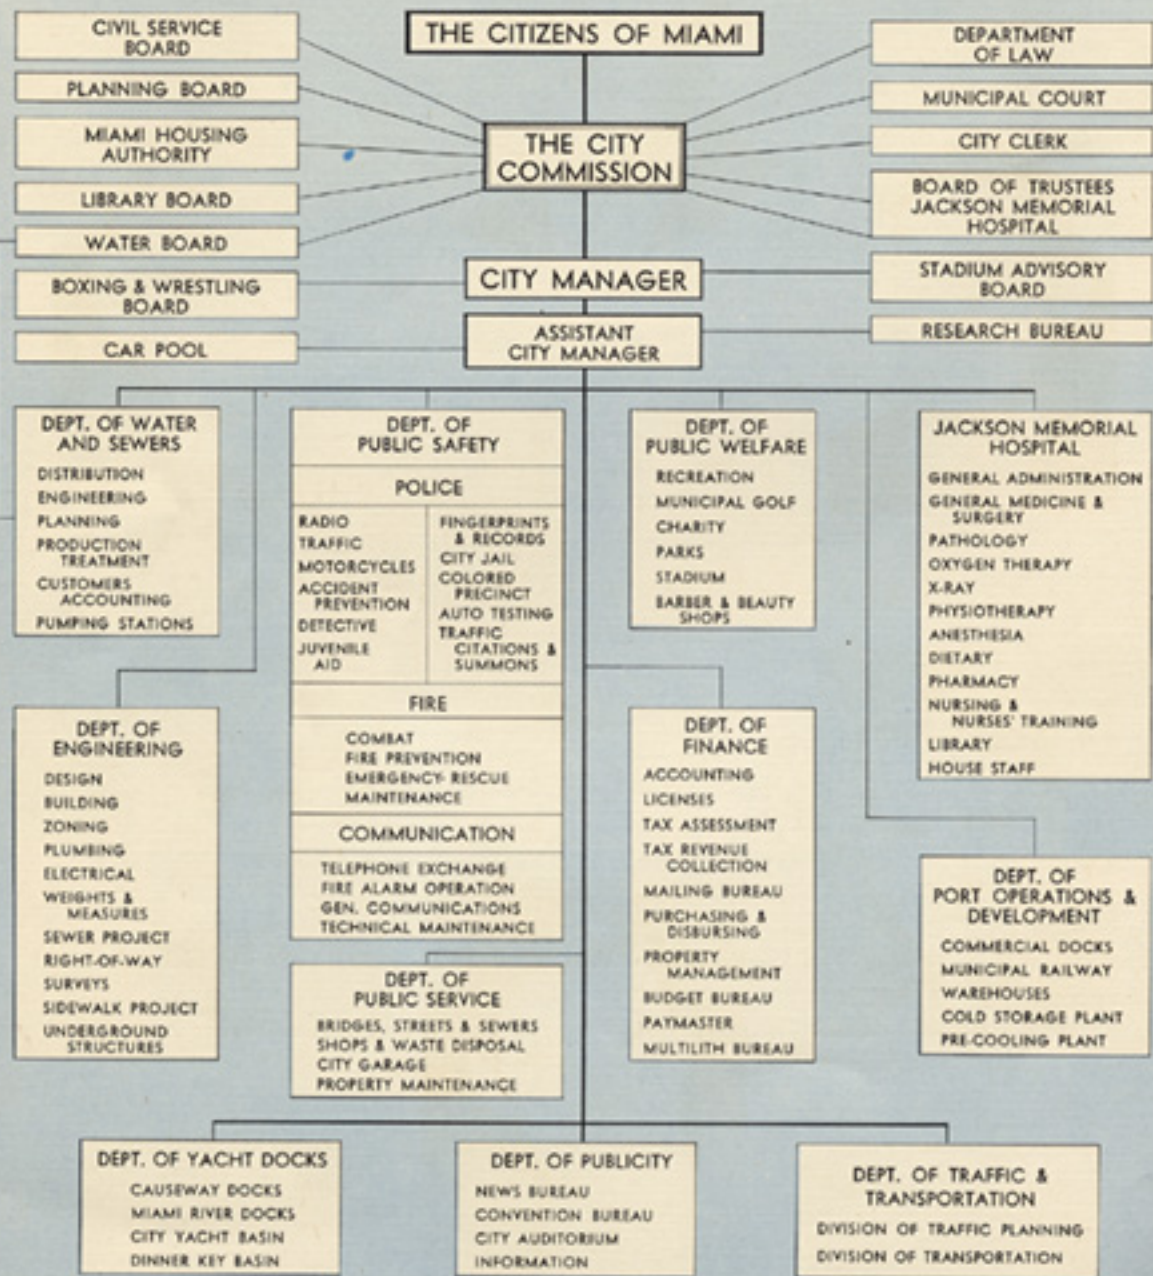 THE CITIZENS OF MIAMI
CIVIL SERVICE
BOARD
PLANNING BOARD
MIAMI HOUSING
AUTHORITY
LIBRARY BOARD
WATER BOARD
BOXING & WRESTLING
BOARD
CAR POOL
THE CITY
COMMISSION
CITY MANAGER
ASSISTANT
CITY MANAGER
DEPARTMENT
OF LAW
MUNICIPAL COURT
CITY CLERK
BOARD OF TRUSTEES
JACKSON MEMORIAL
HOSPITAL
STADIUM ADVISORY
BOARD
RESEARCH BUREAU
DEPT. OF WATER
AND SEWERS
DISTRIBUTION
ENGINEERING
PLANNING
PRODUCTION
TREATMENT
CUSTOMERS
ACCOUNTING
PUMPING STATIONS
DEPT. OF
PUBLIC SAFETY
POLICE
RADIO
TRAFFIC
MOTORCYCLES
ACCIDENT
PREVENTION
DETECTIVE
JUVENILE
AID
FINGERPRINTS
& RECORDS
CITY JAIL
COLORED
PRECINCT
AUTO TESTING
TRAFFIC
CITATIONS &
SUMMONS
FIRE
COMBAT
FIRE PREVENTION
EMERGENCY-RESCUE
MAINTENANCE
COMMUNICATION
TELEPHONE EXCHANGE
FIRE ALARM OPERATION
GEN. COMMUNICATIONS
TECHNICAL MAINTENANCE
DEPT. OF
PUBLIC WELFARE
RECREATION
MUNICIPAL GOLF
CHARITY
PARKS
STADIUM
BARBER & BEAUTY
SHOPS
JACKSON MEMORIAL
HOSPITAL
GENERAL ADMINISTRATION
GENERAL MEDICINE &
SURGERY
PATHOLOGY
OXYGEN THERAPY
X-RAY
PHYSIOTHERAPY
ANESTHESIA
DIETARY
PHARMACY
NURSING &
NURSES' TRAINING
LIBRARY
HOUSE STAFF
DEPT. OF
ENGINEERING
DESIGN
BUILDING
ZONING
PLUMBING
ELECTRICAL
WEIGHTS &
MEASURES
SEWER PROJECT
RIGHT-OF-WAY
SURVEYS
SIDEWALK PROJECT
UNDERGROUND
STRUCTURES
DEPT. OF
PUBLIC SERVICE
BRIDGES, STREETS & SEWERS
SHOPS & WASTE DISPOSAL
CITY GARAGE
PROPERTY MAINTENANCE
DEPT. OF
FINANCE
ACCOUNTING
LICENSES
TAX ASSESSMENT
TAX REVENUE
COLLECTION
MAILING BUREAU
PURCHASING &
DISBURSING
PROPERTY
MANAGEMENT
BUDGET BUREAU
PAYMASTER
MULTILITH BUREAU
DEPT. OF
PORT OPERATIONS &
DEVELOPMENT
COMMERCIAL DOCKS
MUNICIPAL RAILWAY
WAREHOUSES
COLD STORAGE PLANT
PRE-COOLING PLANT
DEPT. OF YACHT DOCKS
CAUSEWAY DOCKS
MIAMI RIVER DOCKS
CITY YACHT BASIN
DINNER KEY BASIN
DEPT. OF PUBLICITY
NEWS BUREAU
CONVENTION BUREAU
CITY AUDITORIUM
INFORMATION
DEPT. OF TRAFFIC &
TRANSPORTATION
DIVISION OF TRAFFIC PLANNING
DIVISION OF TRANSPORTATION